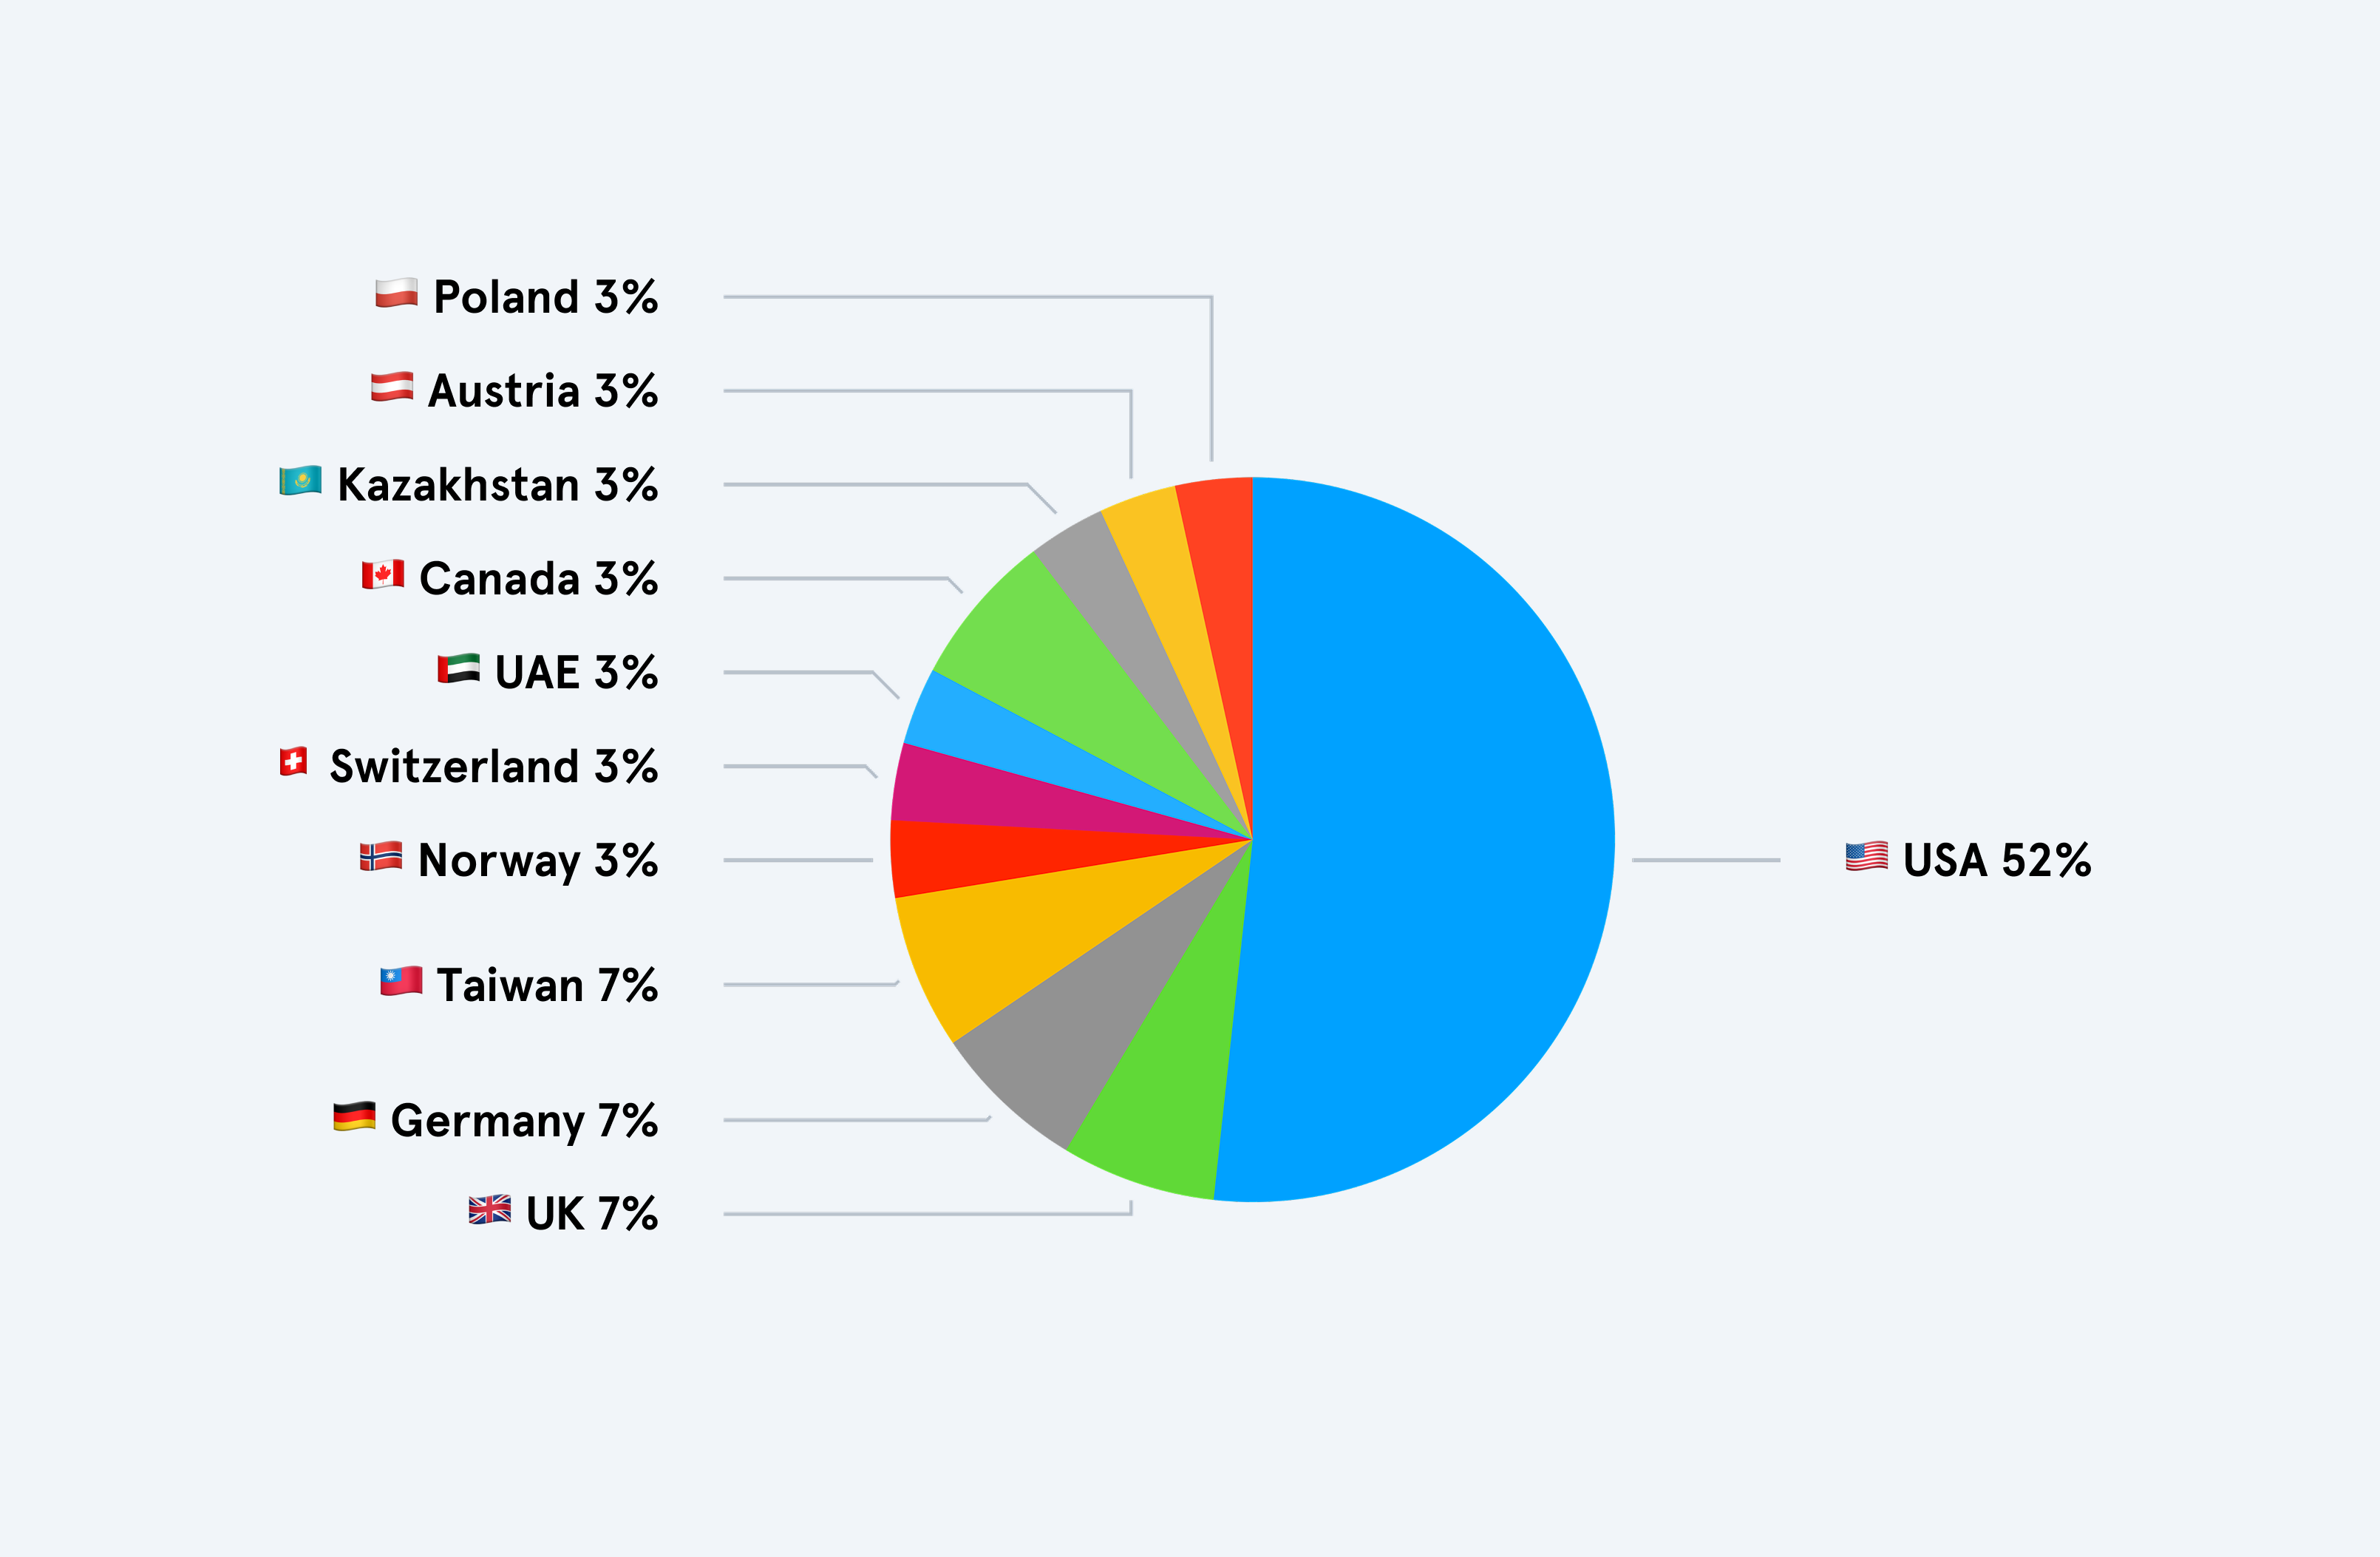 Poland 3%
Austria 3%
Kazakhstan 3%
Canada 3%
UAE 3%
Switzerland 3%
Norway 3%
USA 52%
Taiwan 7%
Germany 7%
UK 7%